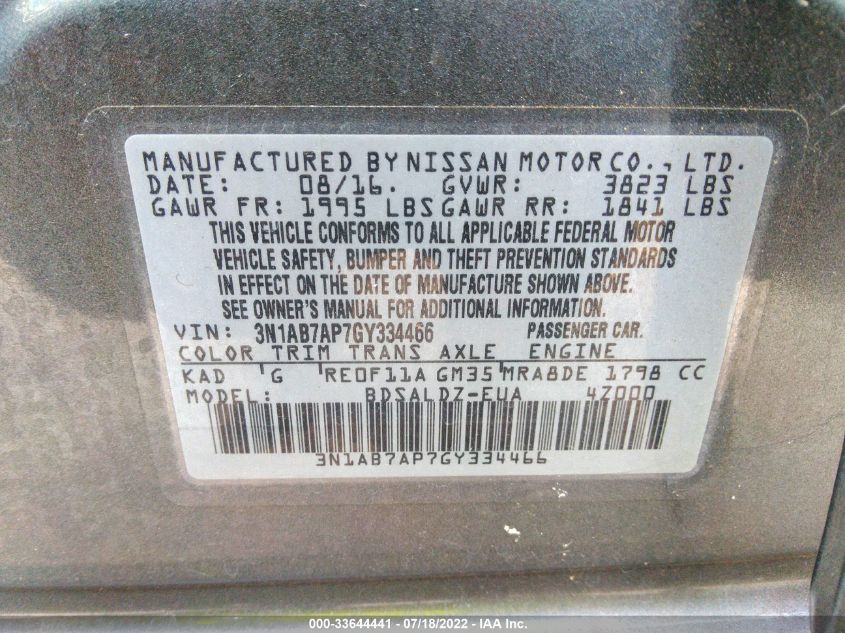 MANUFACTURED BY NISSAN MOTOR CO., LTD.
DATE: 08/16. GVWR: 3823 LBS
GAWR FR: 1995 LBS GAWR RR: 1841 LBS
THIS VEHICLE CONFORMS TO ALL APPLICABLE FEDERAL MOTOR
VEHICLE SAFETY, BUMPER AND THEFT PREVENTION STANDARDS
IN EFFECT ON THE DATE OF MANUFACTURE SHOWN ABOVE.
SEE OWNER'S MANUAL FOR ADDITIONAL INFORMATION.
VIN: 3N1AB7AP7GY334466 PASSENGER CAR.
COLOR TRIM TRANS AXLE ENGINE
KAD G RE0F11A GM35 MRA8DE 1798 CC
MODEL: BDSALDZ-EUA 4Z000
3N1AB7AP7GY334466
000-33644441 - 07/18/2022 - IAA Inc.